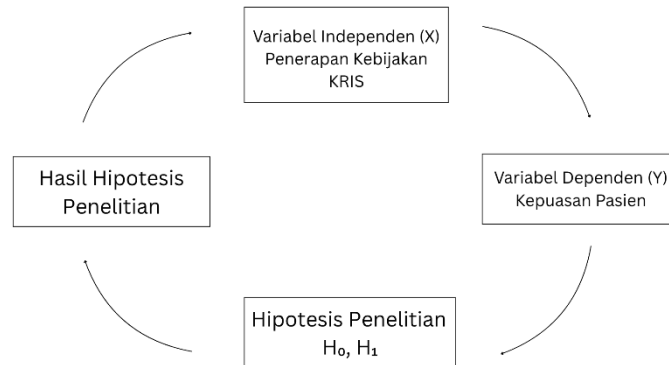 Variabel Independen (X)
Penerapan Kebijakan
KRIS
Variabel Dependen (Y)
Kepuasan Pasien
Hipotesis Penelitian
H₀, H₁
Hasil Hipotesis
Penelitian